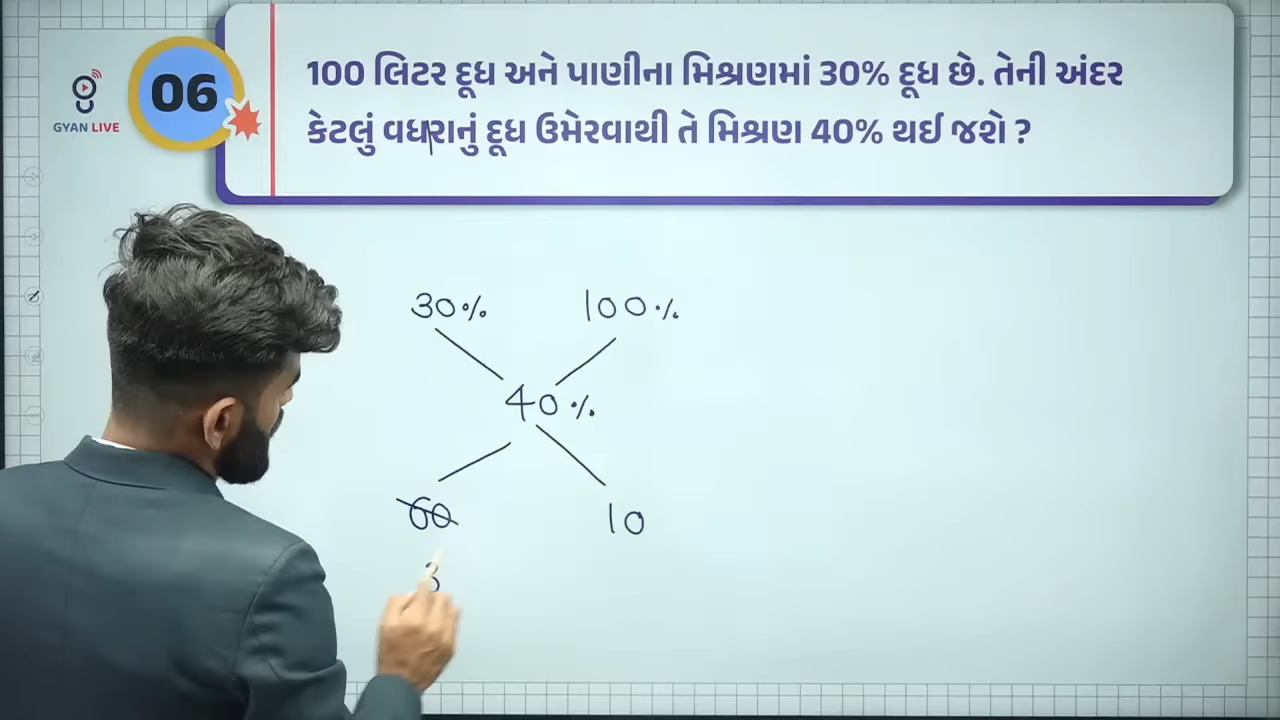 100 લિટર દૂધ અને પાણીના મિશ્રણમાં 30% દૂધ છે. તેની અંદર
06
કેટલું વધારાનું દૂધ ઉમેરવાથી તે મિશ્રણ 40% થઈ જશે ?
GYAN LIVE
30% 100%
40%
60 10